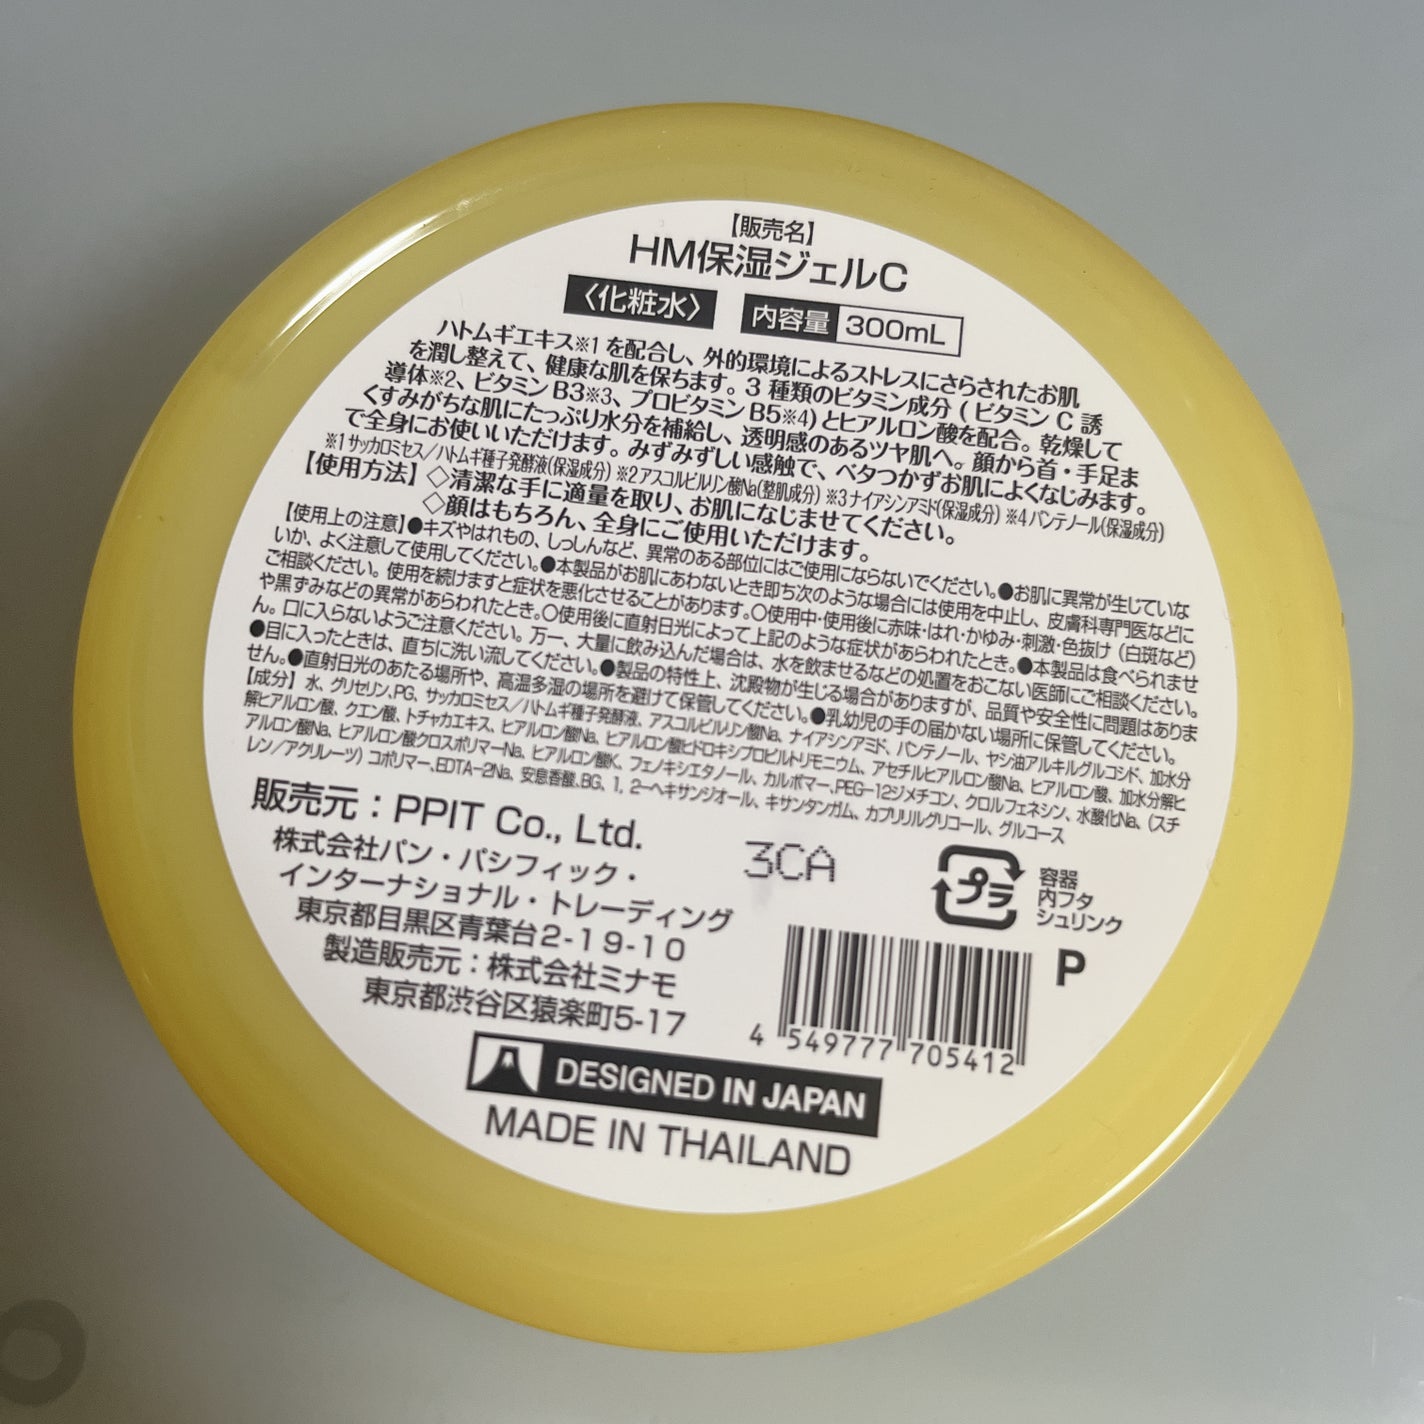 【販売名】
HM保湿ジェルC
〈化粧水〉 内容量 300mL
ハトムギエキス※1 を配合し、外的環境によるストレスにさらされたお肌
を潤し整えて、健康な肌を保ちます。3 種類のビタミン成分 ( ビタミン C 誘
導体※2、ビタミン B3※3、プロビタミン B5※4) とヒアルロン酸を配合。乾燥して
くすみがちな肌にたっぷり水分を補給し、透明感のあるツヤ肌へ。顔から首・手足ま
で全身にお使いいただけます。みずみずしい感触で、ベタつかずお肌によくなじみます。
※1 サッカロミセス／ハトムギ種子発酵液(保湿成分) ※2 アスコルビルリン酸Na(整肌成分) ※3 ナイアシンアミド(保湿成分) ※4 パンテノール(保湿成分)
【使用方法】◇清潔な手に適量を取り、お肌になじませてください。
◇顔はもちろん、全身にご使用いただけます。
【使用上の注意】●キズやはれもの、しっしんなど、異常のある部位にはご使用にならないでください。●お肌に異常が生じていな
いか、よく注意して使用してください。●本製品がお肌にあわないとき即ち次のような場合には使用を中止し、皮膚科専門医などに
ご相談ください。使用を続けますと症状を悪化させることがあります。○使用中・使用後に赤味・はれ・かゆみ・刺激・色抜け（白斑など）
や黒ずみなどの異常があらわれたとき。○使用後に直射日光によって上記のような症状があらわれたとき。●本製品は食べられませ
ん。口に入らないようご注意ください。万一、大量に飲み込んだ場合は、水を飲ませるなどの処置をおこない医師にご相談ください。
●目に入ったときは、直ちに洗い流してください。●製品の特性上、沈殿物が生じる場合がありますが、品質や安全性に問題はありま
せん。●直射日光のあたる場所や、高温多湿の場所を避けて保管してください。●乳幼児の手の届かない場所に保管してください。
【成分】水、グリセリン、PG、サッカロミセス／ハトムギ種子発酵液、アスコルビルリン酸Na、ナイアシンアミド、パンテノール、ヤシ油アルキルグルコシド、加水分
解ヒアルロン酸、クエン酸、トチャカエキス、ヒアルロン酸Na、ヒアルロン酸ヒドロキシプロピルトリモニウム、アセチルヒアルロン酸Na、ヒアルロン酸、加水分解ヒ
アルロン酸Na、ヒアルロン酸クロスポリマーNa、ヒアルロン酸K、フェノキシエタノール、カルボマー、PEG-12ジメチコン、クロルフェネシン、水酸化Na、(スチ
レン／アクリレーツ) コポリマー、EDTA-2Na、安息香酸、BG、1，2-ヘキサンジオール、キサンタンガム、カプリリルグリコール、グルコース
販売元：PPIT Co., Ltd.
株式会社パン・パシフィック・
インターナショナル・トレーディング
東京都目黒区青葉台2-19-10
製造販売元：株式会社ミナモ
東京都渋谷区猿楽町5-17
3CA
プラ
容器
内フタ
シュリンク
P
4 549777 705412
DESIGNED IN JAPAN
MADE IN THAILAND